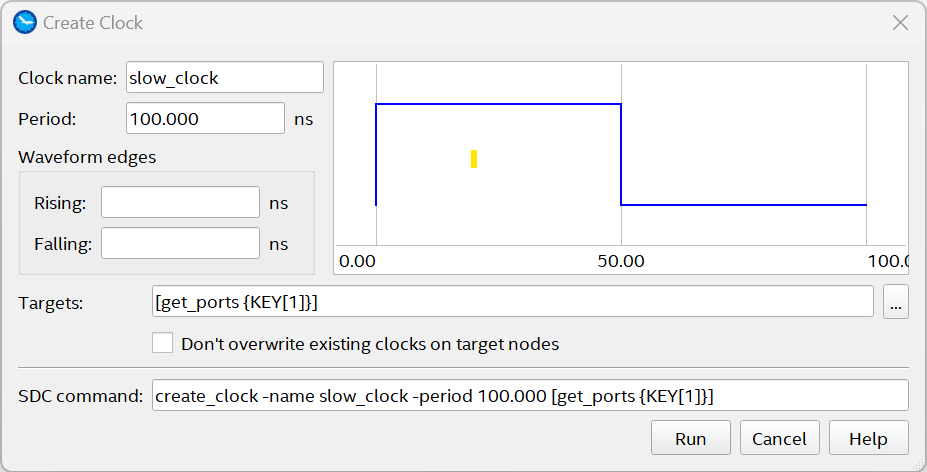 Create Clock
Clock name: slow_clock
Period: 100.000 ns
Waveform edges
Rising: ns
Falling: ns
0.00 50.00 100.0
Targets: [get_ports {KEY[1]}] ...
Don't overwrite existing clocks on target nodes
SDC command: create_clock -name slow_clock -period 100.000 [get_ports {KEY[1]}]
Run Cancel Help